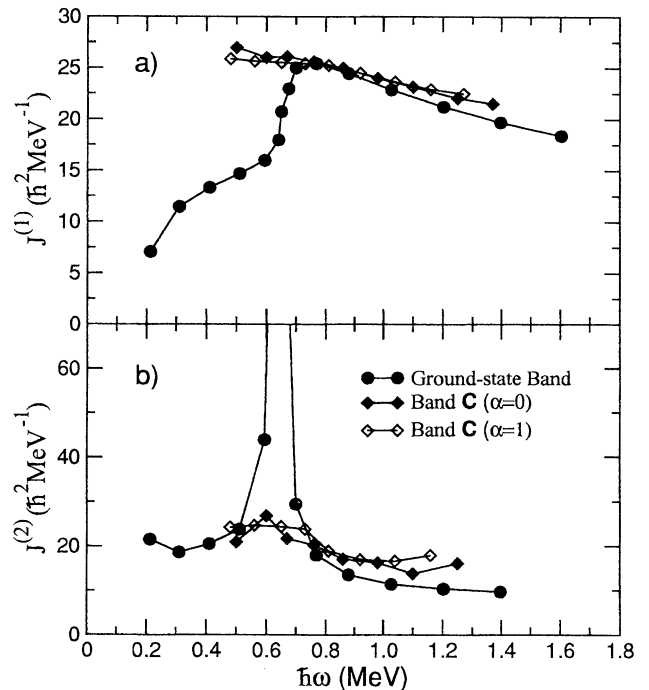 30
25
20
15
10
5
0
J(1) (ħ²MeV⁻¹)
a)
60
40
20
0
J(2) (ħ²MeV⁻¹)
b)
Ground-state Band
Band C (α=0)
Band C (α=1)
0 0.2 0.4 0.6 0.8 1.0 1.2 1.4 1.6 1.8
ħω (MeV)